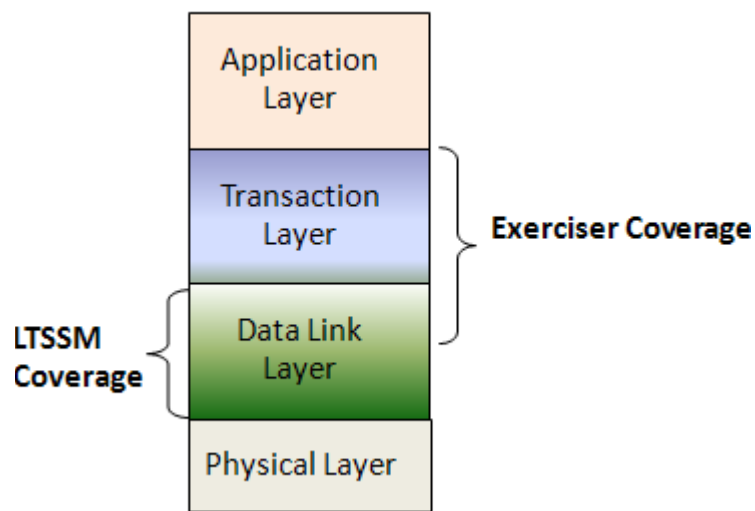 Application
Layer
Transaction
Layer
Exerciser Coverage
LTSSM
Coverage
Data Link
Layer
Physical Layer